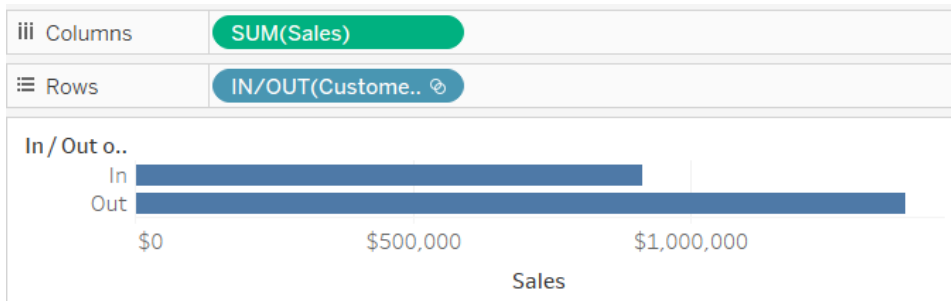 Columns SUM(Sales)
Rows IN/OUT(Custome..
In / Out o..
In
Out
$0 $500,000 $1,000,000
Sales